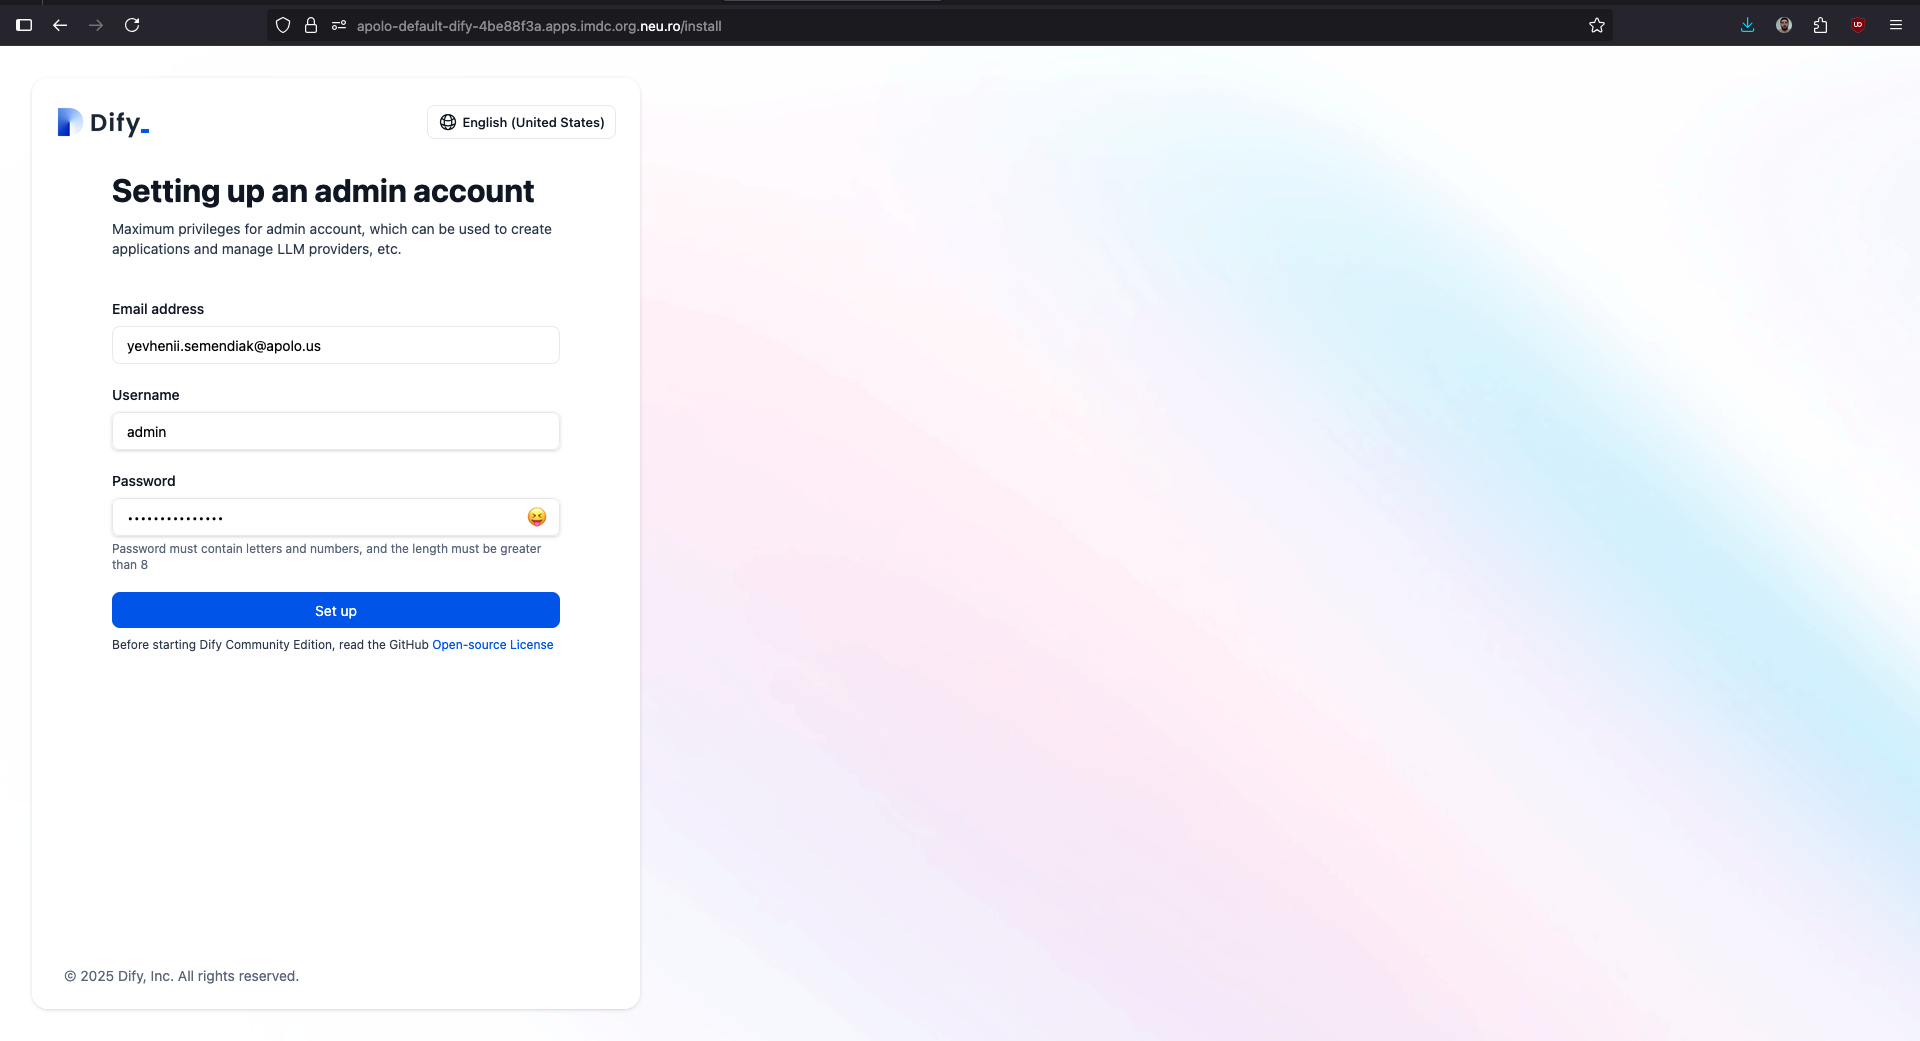 apolo-default-dify-4be88f3a.apps.imdc.org.neu.ro/install
Dify_
English (United States)
Setting up an admin account
Maximum privileges for admin account, which can be used to create
applications and manage LLM providers, etc.
Email address
yevhenii.semendiak@apolo.us
Username
admin
Password
•••••••••••••••
Password must contain letters and numbers, and the length must be greater
than 8
Set up
Before starting Dify Community Edition, read the GitHub Open-source License
© 2025 Dify, Inc. All rights reserved.